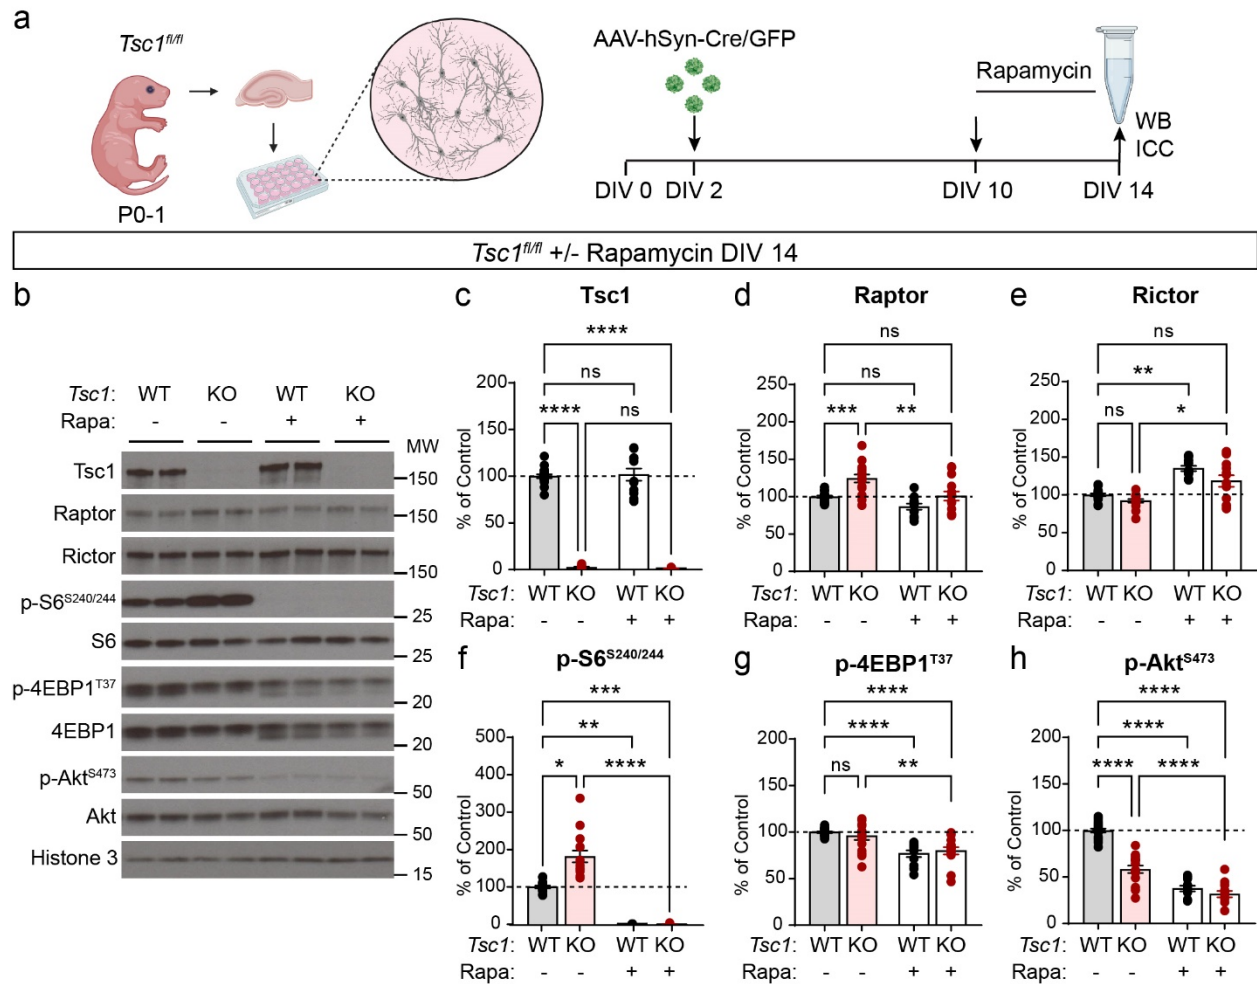 a
Tsc1fl/fl
P0-1
AAV-hSyn-Cre/GFP
Rapamycin
WB
ICC
DIV 0
DIV 2
DIV 10
DIV 14
Tsc1fl/fl +/- Rapamycin DIV 14
b
Tsc1: WT KO WT KO
Rapa: - - + +
MW
Tsc1
150
Raptor
150
Rictor
150
p-S6S240/244
25
S6
25
p-4EBP1T37
20
4EBP1
20
p-AktS473
50
Akt
50
Histone 3
15
c
Tsc1
****
ns
**** ns
% of Control
200
150
100
50
0
Tsc1: WT KO WT KO
Rapa: - - + +
d
Raptor
ns
ns
*** **
% of Control
250
200
150
100
50
0
WT KO WT KO
- - + +
e
Rictor
ns
**
ns *
% of Control
250
200
150
100
50
0
WT KO WT KO
- - + +
f
p-S6S240/244
***
**
* ****
% of Control
500
400
300
200
100
0
Tsc1: WT KO WT KO
Rapa: - - + +
g
p-4EBP1T37
****
****
ns **
% of Control
200
150
100
50
0
Tsc1: WT KO WT KO
Rapa: - - + +
h
p-AktS473
****
****
**** ****
% of Control
200
150
100
50
0
Tsc1: WT KO WT KO
Rapa: - - + +